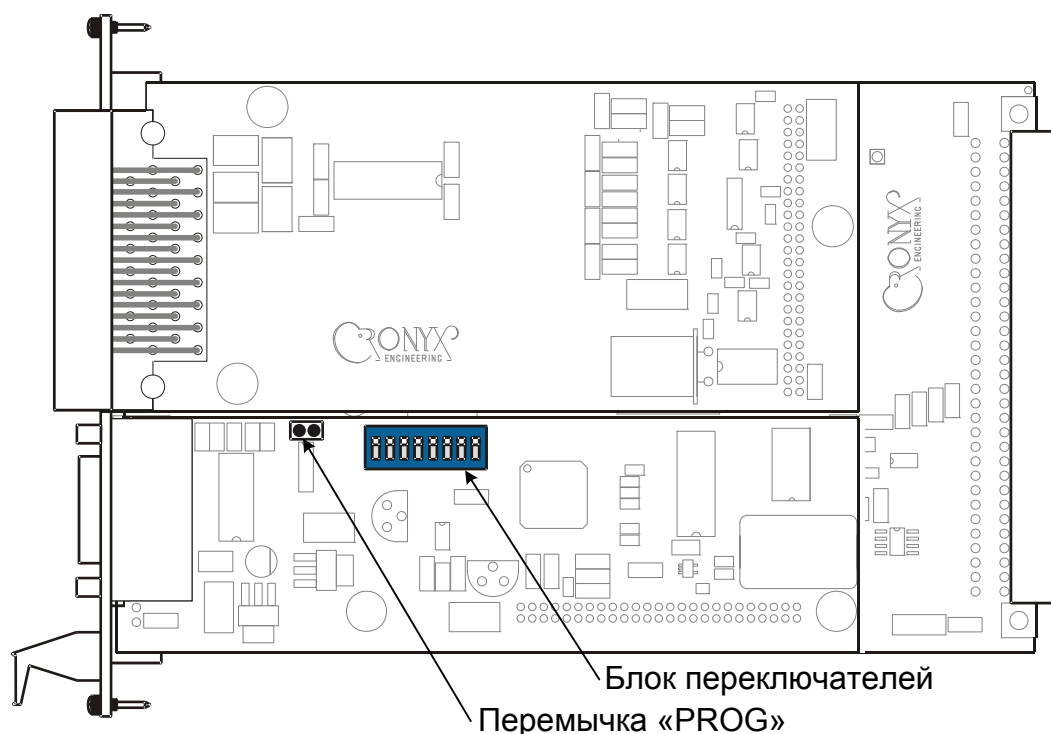 CRONYX
ENGINEERING
CRONYX
ENGINEERING
Блок переключателей
Перемычка «PROG»